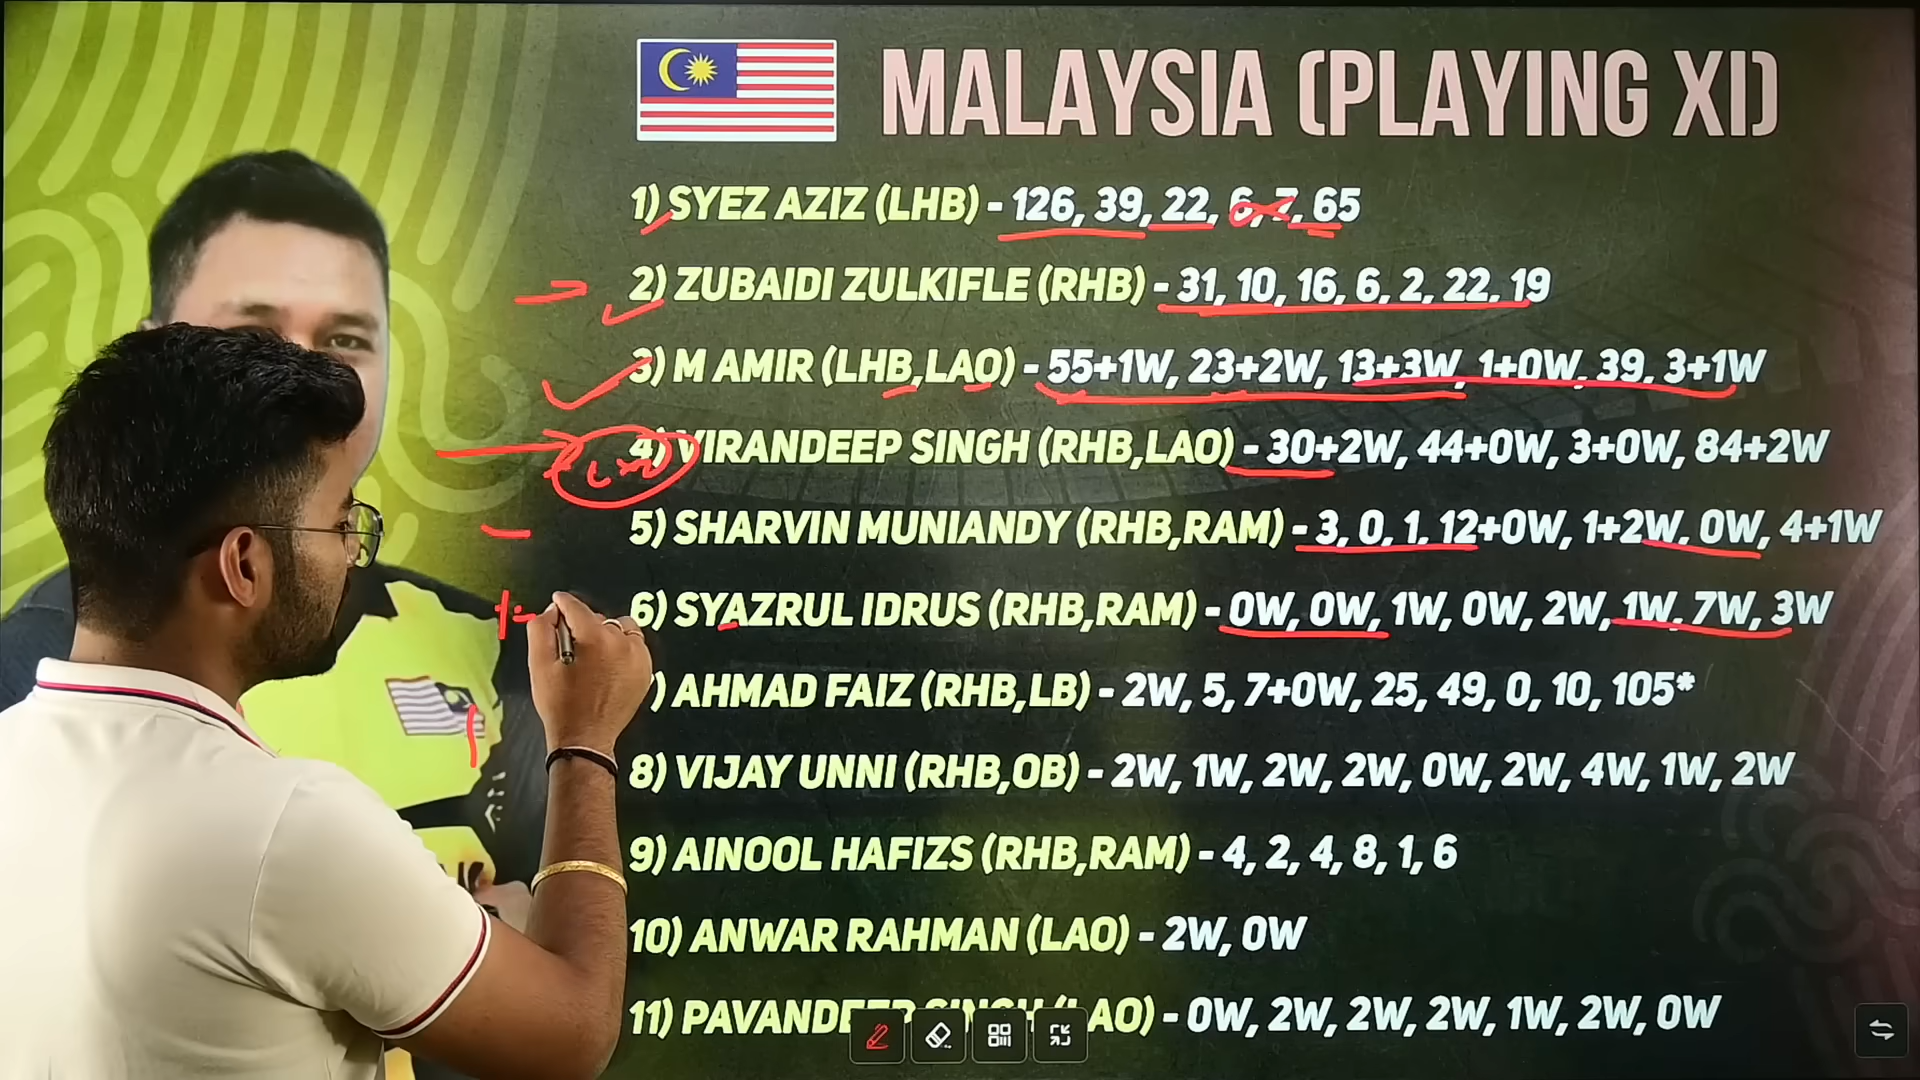 MALAYSIA (PLAYING XI)
1) SYEZ AZIZ (LHB) - 126, 39, 22, 6, 7, 65
2) ZUBAIDI ZULKIFLE (RHB) - 31, 10, 16, 6, 2, 22, 19
3) M AMIR (LHB,LAO) - 55+1W, 23+2W, 13+3W, 1+0W, 39, 3+1W
4) VIRANDEEP SINGH (RHB,LAO) - 30+2W, 44+0W, 3+0W, 84+2W
5) SHARVIN MUNIANDY (RHB,RAM) - 3, 0, 1, 12+0W, 1+2W, 0W, 4+1W
6) SYAZRUL IDRUS (RHB,RAM) - 0W, 0W, 1W, 0W, 2W, 1W, 7W, 3W
7) AHMAD FAIZ (RHB,LB) - 2W, 5, 7+0W, 25, 49, 0, 10, 105*
8) VIJAY UNNI (RHB,OB) - 2W, 1W, 2W, 2W, 0W, 2W, 4W, 1W, 2W
9) AINOOL HAFIZS (RHB,RAM) - 4, 2, 4, 8, 1, 6
10) ANWAR RAHMAN (LAO) - 2W, 0W
11) PAVANDEEP SINGH (LAO) - 0W, 2W, 2W, 2W, 1W, 2W, 0W